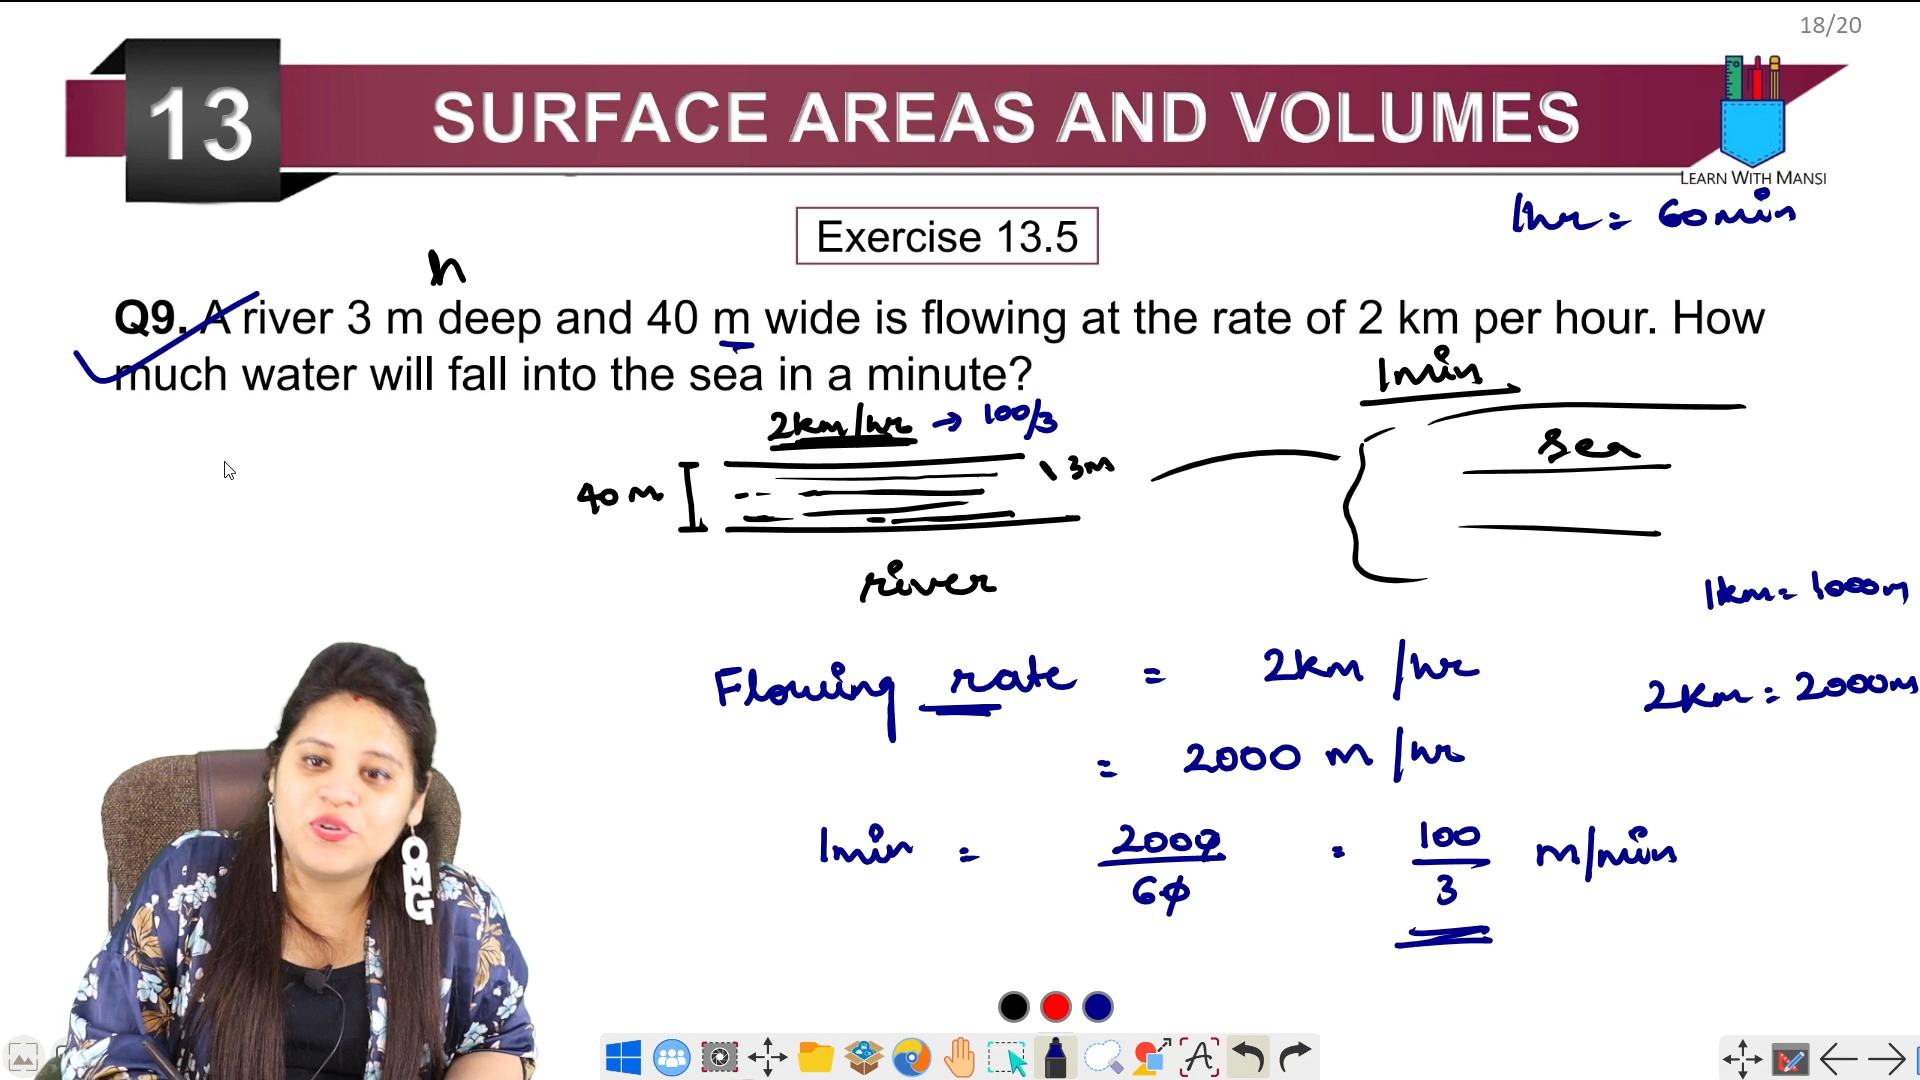 18/20
13 SURFACE AREAS AND VOLUMES
LEARN WITH MANSI
1hr = 60min
Exercise 13.5
h
Q9. A river 3 m deep and 40 m wide is flowing at the rate of 2 km per hour. How
much water will fall into the sea in a minute?
1min
2km/hr → 100/3
sea
3m
40m
river
1km = 1000m
Flowing rate = 2km/hr
2km = 2000m
= 2000 m/hr
1min = 2000/60 = 100/3 m/min
OMG